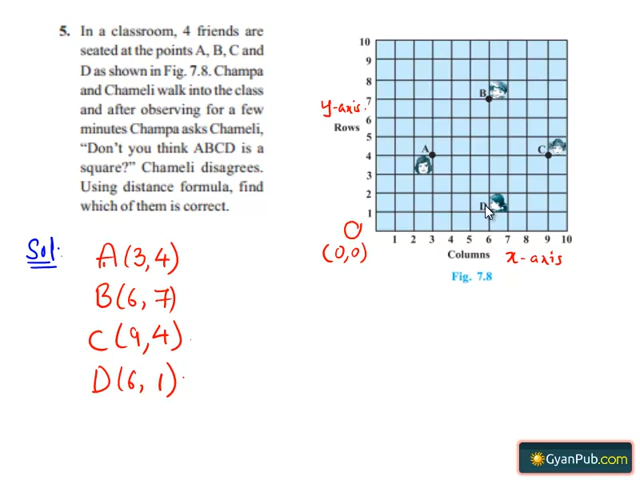 5. In a classroom, 4 friends are
seated at the points A, B, C and
D as shown in Fig. 7.8. Champa
and Chameli walk into the class
and after observing for a few
minutes Champa asks Chameli,
“Don’t you think ABCD is a
square?” Chameli disagrees.
Using distance formula, find
which of them is correct.
Sol:
A(3,4)
B(6, 7)
C(9,4)
D(6, 1)
10
9
8
7
6
5
4
3
2
1
y-axis
Rows
A
B
C
D
O
(0,0)
1 2 3 4 5 6 7 8 9 10
Columns
x-axis
Fig. 7.8
GyanPub.com